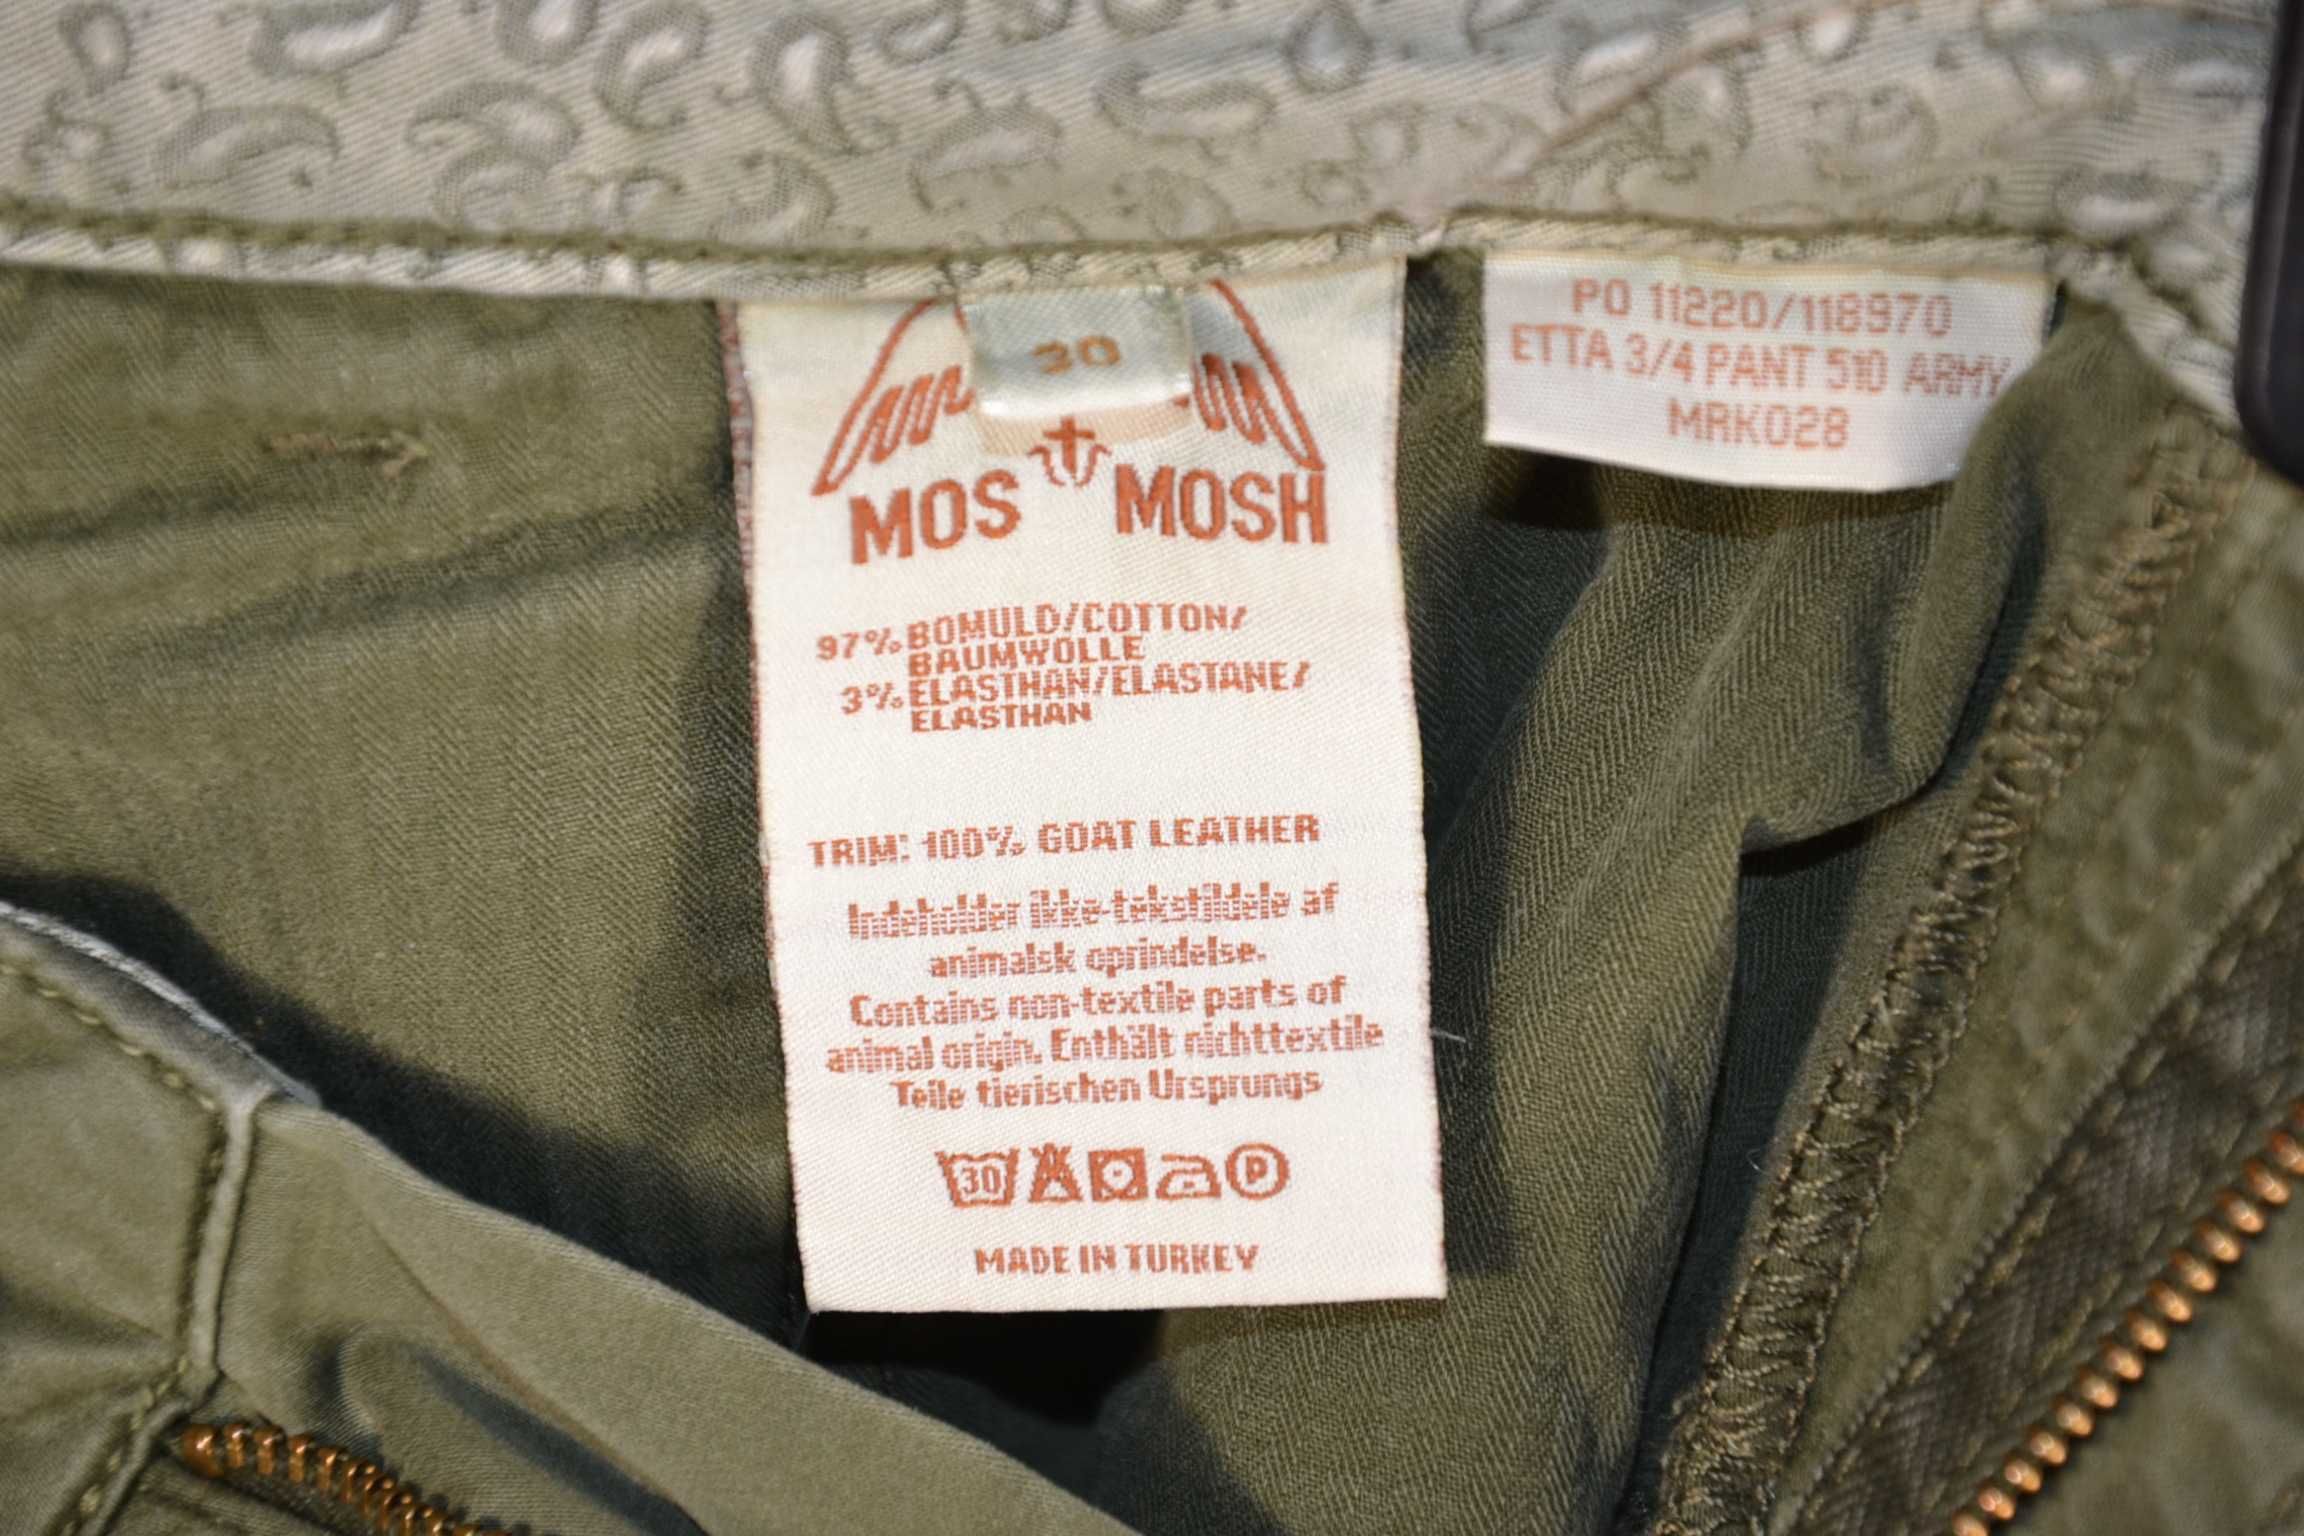 30
MOS MOSH
97% BOMULD/COTTON/
BAUMWOLLE
3% ELASTHAN/ELASTANE/
ELASTHAN
TRIM: 100% GOAT LEATHER
Indeholder ikke-tekstildele af
animalsk oprindelse.
Contains non-textile parts of
animal origin. Enthält nichttextile
Teile tierischen Ursprungs
30 P
MADE IN TURKEY
PO 11220/118970
ETTA 3/4 PANT 510 ARMY
MRK028